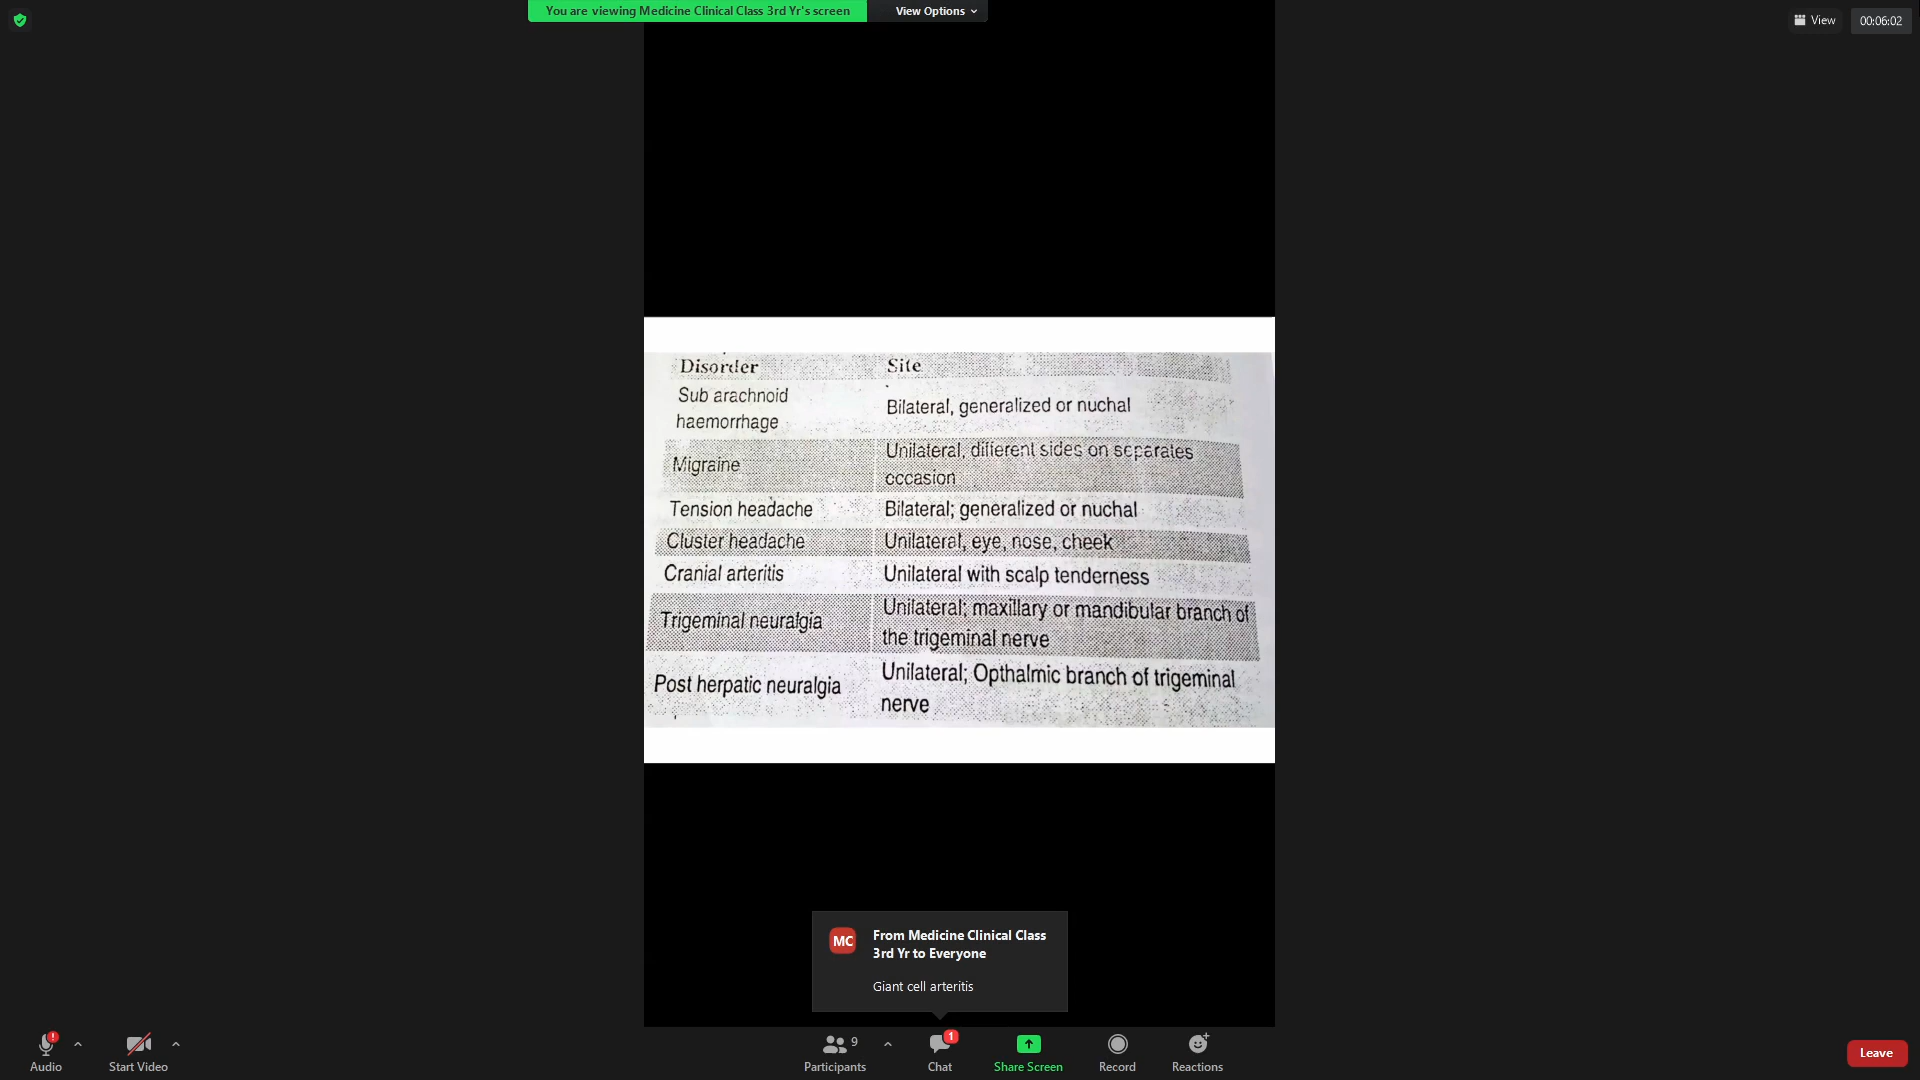 You are viewing Medicine Clinical Class 3rd Yr's screen
View Options
View
00:06:02
Disorder Site
Sub arachnoid
haemorrhage
Bilateral, generalized or nuchal
Migraine
Unilateral, different sides on separates
occasion
Tension headache Bilateral; generalized or nuchal
Cluster headache Unilateral, eye, nose, cheek
Cranial arteritis Unilateral with scalp tenderness
Trigeminal neuralgia
Unilateral; maxillary or mandibular branch of
the trigeminal nerve
Post herpatic neuralgia
Unilateral; Opthalmic branch of trigeminal
nerve
MC
From Medicine Clinical Class
3rd Yr to Everyone
Giant cell arteritis
Audio
Start Video
9
Participants
1
Chat
Share Screen
Record
Reactions
Leave